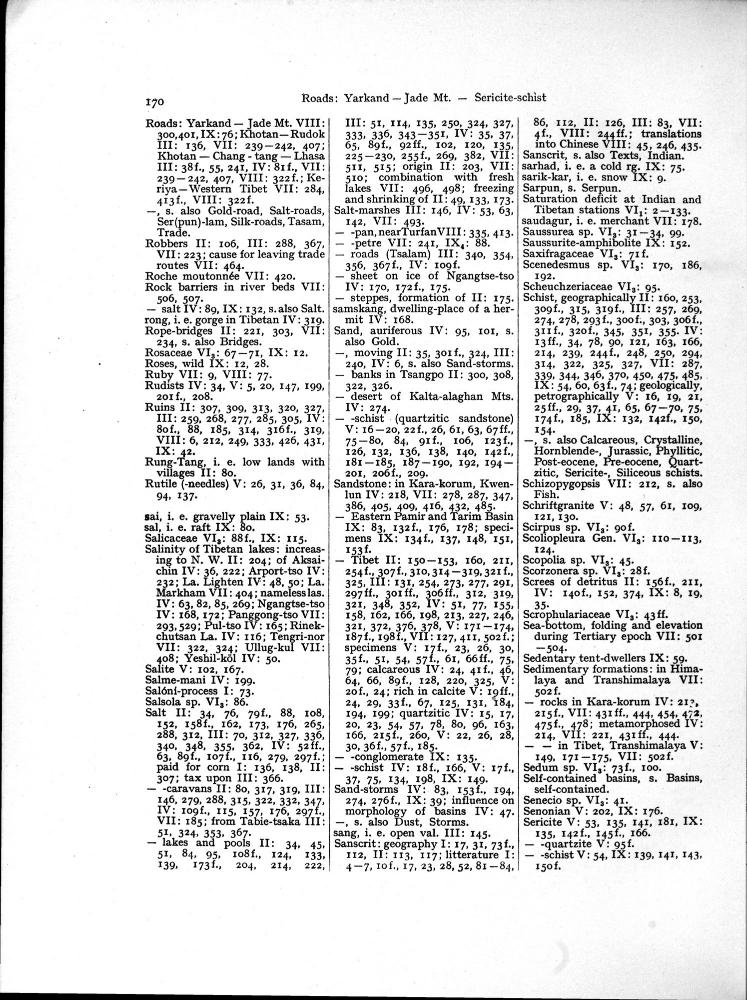 170
Roads: Yarkand — Jade Mt. — Sericite-schist
Roads: Yarkand — Jade Mt. VIII:
300,401, IX: 76; Khotan—Rudok
III: 136, VII: 239—242, 407;
Khotan — Chang-tang — Lhasa
III: 38f., 55, 241, IV: 81f., VII:
239—242, 407, VIII: 322f.; Ke-
riya—Western Tibet VII: 284,
413f., VIII: 322f.
—, s. also Gold-road, Salt-roads,
Ser(pun)-lam, Silk-roads, Tasam,
Trade.
Robbers II: 106, III: 288, 367,
VII: 223; cause for leaving trade
routes VII: 464.
Roche moutonnée VII: 420.
Rock barriers in river beds VII:
506, 507.
— salt IV: 89, IX: 132, s. also Salt.
rong, i. e. gorge in Tibetan IV: 319.
Rope-bridges II: 221, 303, VII:
234, s. also Bridges.
Rosaceae VI₃: 67—71, IX: 12.
Roses, wild IX: 12, 28.
Ruby VII: 9, VIII: 77.
Rudists IV: 34, V: 5, 20, 147, 199,
201f., 208.
Ruins II: 307, 309, 313, 320, 327,
III: 259, 268, 277, 285, 305, IV:
80f., 88, 185, 314, 316f., 319,
VIII: 6, 212, 249, 333, 426, 431,
IX: 42.
Rung-Tang, i. e. low lands with
villages II: 80.
Rutile (-needles) V: 26, 31, 36, 84,
94, 137.
sai, i. e. gravelly plain IX: 53.
sal, i. e. raft IX: 80.
Salicaceae VI₃: 88f., IX: 115.
Salinity of Tibetan lakes: increas-
ing to N. W. II: 204; of Aksai-
chin IV: 36, 222; Arport-tso IV:
232; La. Lighten IV: 48, 50; La.
Markham VII: 404; nameless las.
IV: 63, 82, 85, 269; Ngangtse-tso
IV: 168, 172; Panggong-tso VII:
293, 529; Pul-tso IV: 165; Rinek-
chutsan La. IV: 116; Tengri-nor
VII: 322, 324; Ullug-kul VII:
408; Yeshil-köl IV: 50.
Salite V: 102, 167.
Salme-mani IV: 199.
Salóni-process I: 73.
Salsola sp. VI₃: 86.
Salt II: 34, 76, 79f., 88, 108,
152, 158f., 162, 173, 176, 265,
288, 312, III: 70, 312, 327, 336,
340, 348, 355, 362, IV: 52ff.,
63, 89f., 107f., 116, 279, 297f.;
paid for corn I: 136, 138, II:
307; tax upon III: 366.
— -caravans II: 80, 317, 319, III:
146, 279, 288, 315, 322, 332, 347,
IV: 109f., 115, 157, 176, 297f.,
VII: 185; from Tabie-tsaka III:
51, 324, 353, 367.
— lakes and pools II: 34, 45,
51, 84, 95, 108f., 124, 133,
139, 173f., 204, 214, 222,
III: 51, 114, 135, 250, 324, 327,
333, 336, 343—351, IV: 35, 37,
65, 89f., 92ff., 102, 120, 135,
225—230, 255f., 269, 382, VII:
511, 515; origin II: 203, VII:
510; combination with fresh
lakes VII: 496, 498; freezing
and shrinking of II: 49, 133, 173.
Salt-marshes III: 146, IV: 53, 63,
142, VII: 493.
— -pan, near Turfan VIII: 335, 413.
— -petre VII: 241, IX₄: 88.
— roads (Tsalam) III: 340, 354,
356, 367f., IV: 109f.
— sheet on ice of Ngangtse-tso
IV: 170, 172f., 175.
— steppes, formation of II: 175.
samskang, dwelling-place of a her-
mit IV: 168.
Sand, auriferous IV: 95, 101, s.
also Gold.
—, moving II: 35, 301f., 324, III:
240, IV: 6, s. also Sand-storms.
— banks in Tsangpo II: 300, 308,
322, 326.
— desert of Kalta-alaghan Mts.
IV: 274.
— -schist (quartzitic sandstone)
V: 16—20, 22f., 26, 61, 63, 67ff.,
75—80, 84, 91f., 106, 123f.,
126, 132, 136, 138, 140, 142f.,
181—185, 187—190, 192, 194—
201, 206f., 209.
Sandstone: in Kara-korum, Kwen-
lun IV: 218, VII: 278, 287, 347,
386, 405, 409, 416, 432, 485.
— Eastern Pamir and Tarim Basin
IX: 83, 132f., 176, 178; speci-
mens IX: 134f., 137, 148, 151,
153f.
— Tibet II: 150—153, 160, 211,
254f., 307f., 310, 314—319, 321f.,
325, III: 131, 254, 273, 277, 291,
297ff., 301ff., 306ff., 312, 319,
321, 348, 352, IV: 51, 77, 155,
158, 162, 166, 198, 213, 227, 246,
321, 372, 376, 378, V: 171—174,
187f., 198f., VII: 127, 411, 502f.;
specimens V: 17f., 23, 26, 30,
35f., 51, 54, 57f., 61, 66ff., 75,
79; calcareous IV: 24, 41f., 46,
64, 66, 89f., 128, 220, 325, V:
20f., 24; rich in calcite V: 19ff.,
24, 29, 33f., 67, 125, 131, 184,
194, 199; quartzitic IV: 15, 17,
20, 23, 54, 57, 78, 80, 96, 163,
166, 215f., 260, V: 22, 26, 28,
30, 36f., 57f., 185.
— -conglomerate IX: 135.
— -schist IV: 18f., 166, V: 17f.,
37, 75, 134, 198, IX: 149.
Sand-storms IV: 83, 153f., 194,
274, 276f., IX: 39; influence on
morphology of basins IV: 47.
—, s. also Dust, Storms.
sang, i. e. open val. III: 145.
Sanscrit: geography I: 17, 31, 73f.,
112, II: 113, 117; litterature I:
4—7, 10f., 17, 23, 28, 52, 81—84,
86, 112, II: 126, III: 83, VII:
4f., VIII: 244ff.; translations
into Chinese VIII: 45, 246, 435.
Sanscrit, s. also Texts, Indian.
sarhad, i. e. a cold rg. IX: 75.
sarik-kar, i. e. snow IX: 9.
Sarpun, s. Serpun.
Saturation deficit at Indian and
Tibetan stations VI₁: 2—133.
saudagur, i. e. merchant VII: 178.
Saussurea sp. VI₃: 31—34, 99.
Saussurite-amphibolite IX: 152.
Saxifragaceae VI₃: 71f.
Scenedesmus sp. VI₃: 170, 186,
192.
Scheuchzeriaceae VI₃: 95.
Schist, geographically II: 160, 253,
309f., 315, 319f., III: 257, 269,
274, 278, 293f., 300f., 303, 306f.,
311f., 320f., 345, 351, 355, IV:
13ff., 34, 78, 90, 121, 163, 166,
214, 239, 244f., 248, 250, 294,
314, 322, 325, 327, VII: 287,
339, 344, 346, 370, 450, 475, 485,
IX: 54, 60, 63f., 74; geologically,
petrographically V: 16, 19, 21,
25ff., 29, 37, 41, 65, 67—70, 75,
174f., 185, IX: 132, 142f., 150,
154.
—, s. also Calcareous, Crystalline,
Hornblende-, Jurassic, Phyllitic,
Post-eocene, Pre-eocene, Quart-
zitic, Sericite-, Siliceous schists.
Schizopygopsis VII: 212, s. also
Fish.
Schriftgranite V: 48, 57, 61, 109,
121, 130.
Scirpus sp. VI₃: 90f.
Scoliopleura Gen. VI₃: 110—113,
124.
Scopolia sp. VI₃: 45.
Scorzonera sp. VI₃: 28f.
Screes of detritus II: 156f., 211,
IV: 140f., 152, 374, IX: 8, 19,
35.
Scrophulariaceae VI₃: 43ff.
Sea-bottom, folding and elevation
during Tertiary epoch VII: 501
—504.
Sedentary tent-dwellers IX: 59.
Sedimentary formations: in Hima-
laya and Transhimalaya VII:
502f.
— rocks in Kara-korum IV:
215f., VII: 431ff., 444, 454, 472,
475f., 478; metamorphosed IV:
214, VII: 221, 431ff., 444.
— — in Tibet, Transhimalaya V:
149, 171—175, VII: 502f.
Sedum sp. VI₃: 73f., 100.
Self-contained basins, s. Basins,
self-contained.
Senecio sp. VI₃: 41.
Senonian V: 202, IX: 176.
Sericite V: 53, 135, 141, 181, IX:
135, 142f., 145f., 166.
— -quartzite V: 95f.
— -schist V: 54, IX: 139, 141, 143,
150f.